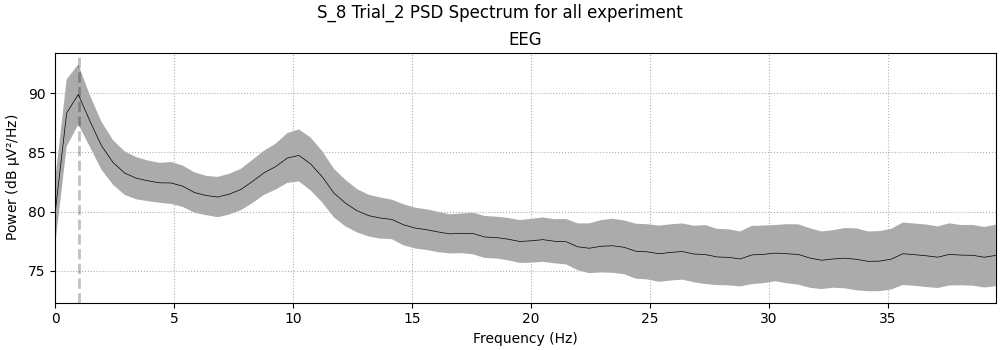 S_8 Trial_2 PSD Spectrum for all experiment
EEG
Power (dB µV²/Hz)
90
85
80
75
0 5 10 15 20 25 30 35
Frequency (Hz)